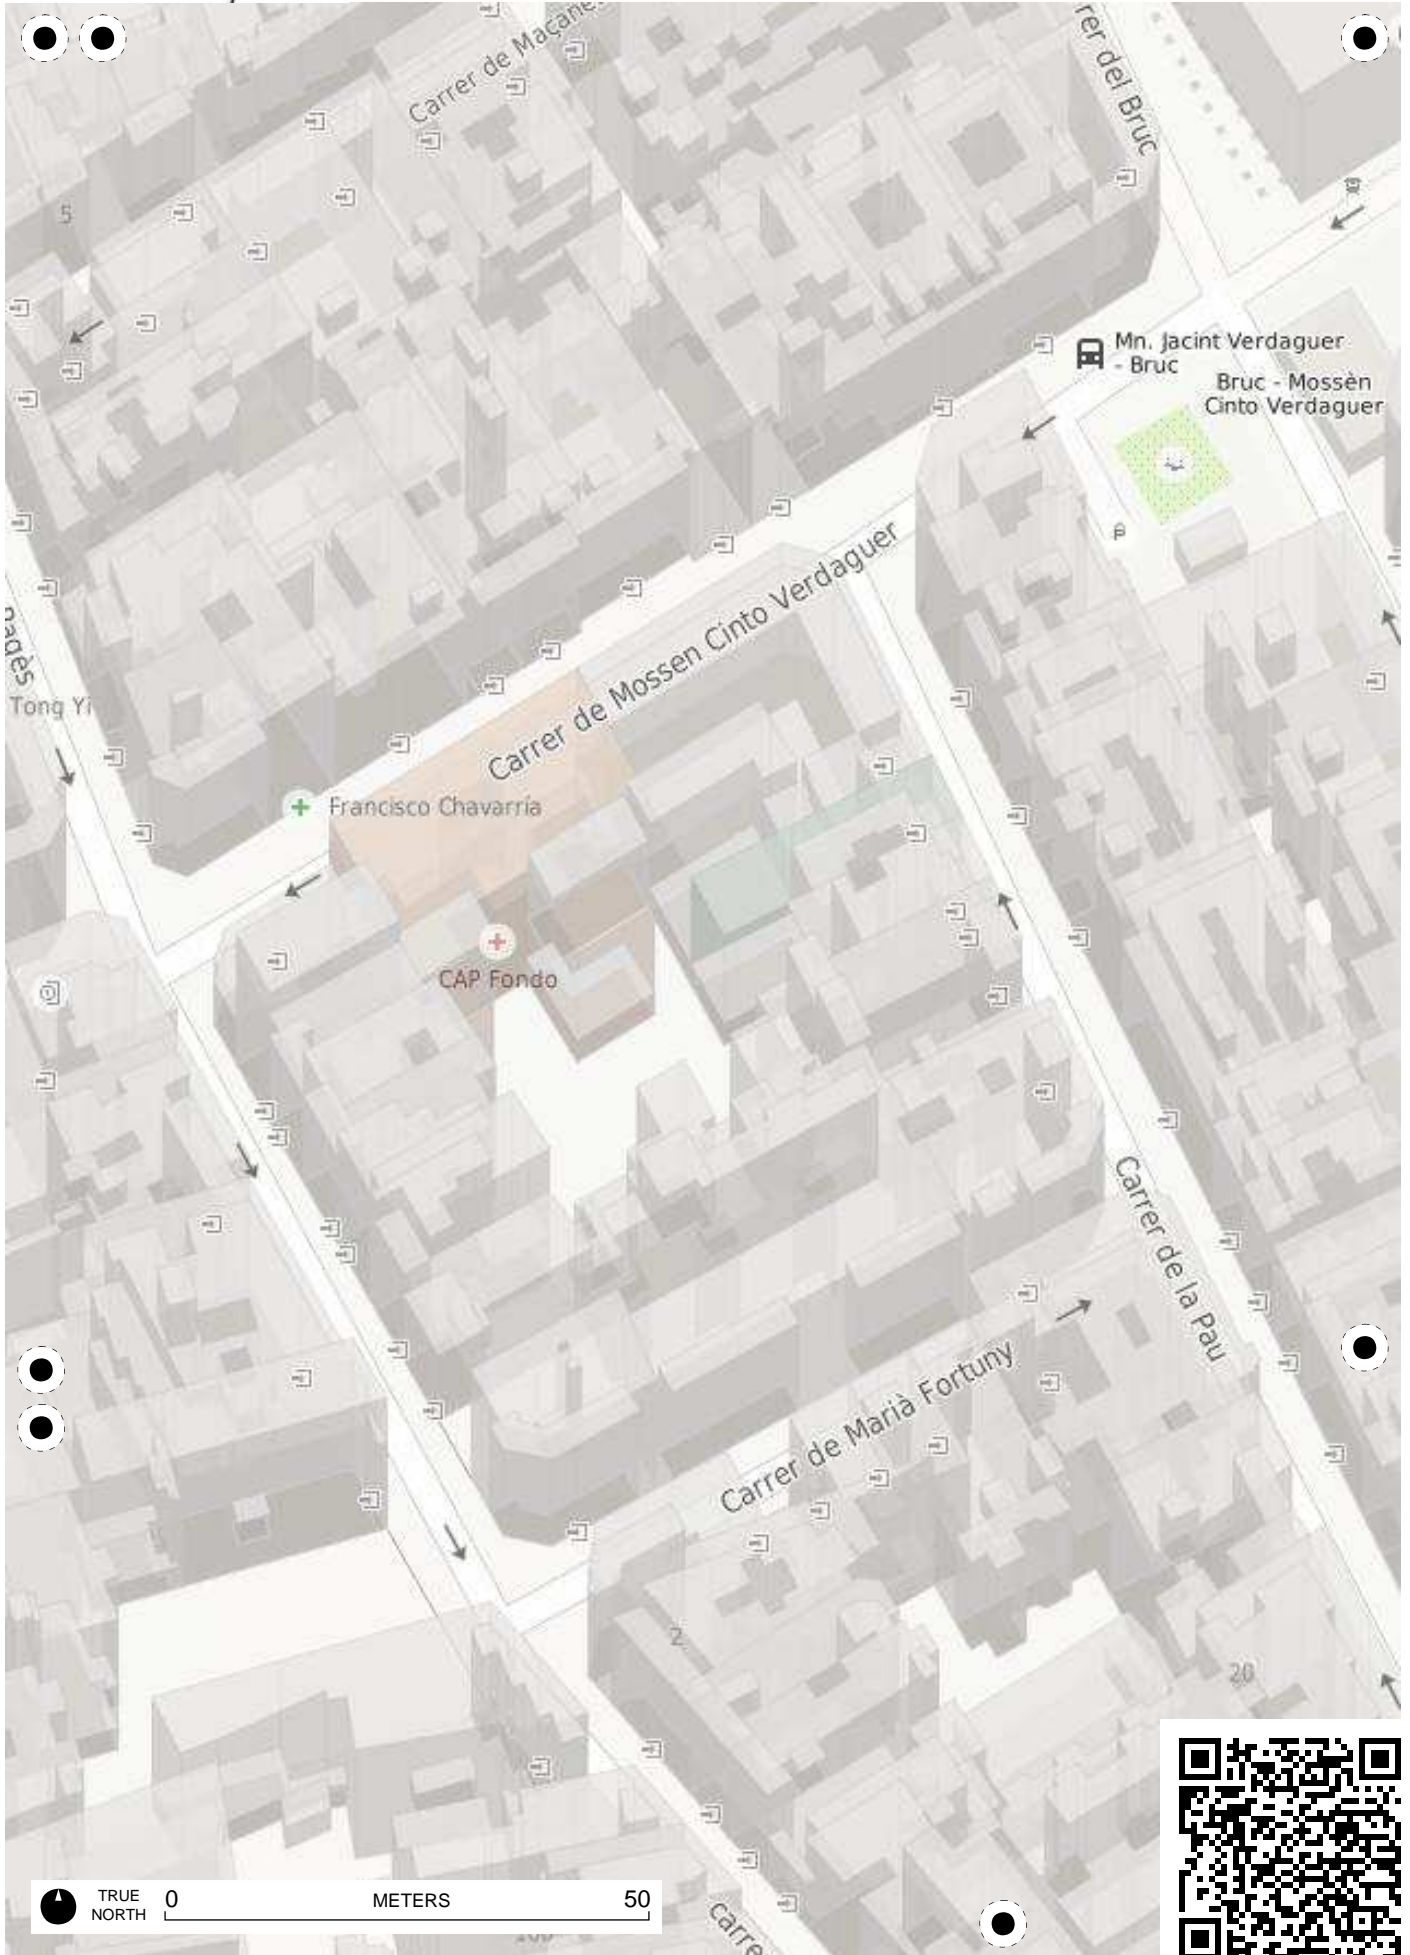 Carrer de Maçane
rer del Bruc
5
Mn. Jacint Verdaguer
- Bruc
Bruc - Mossèn
Cinto Verdaguer
P
Carrer de Mossen Cinto Verdaguer
Pagès
Tong Yi
Francisco Chavarría
CAP Fondo
Carrer de la Pau
Carrer de Marià Fortuny
2
20
TRUE
NORTH
0 METERS 50
carre